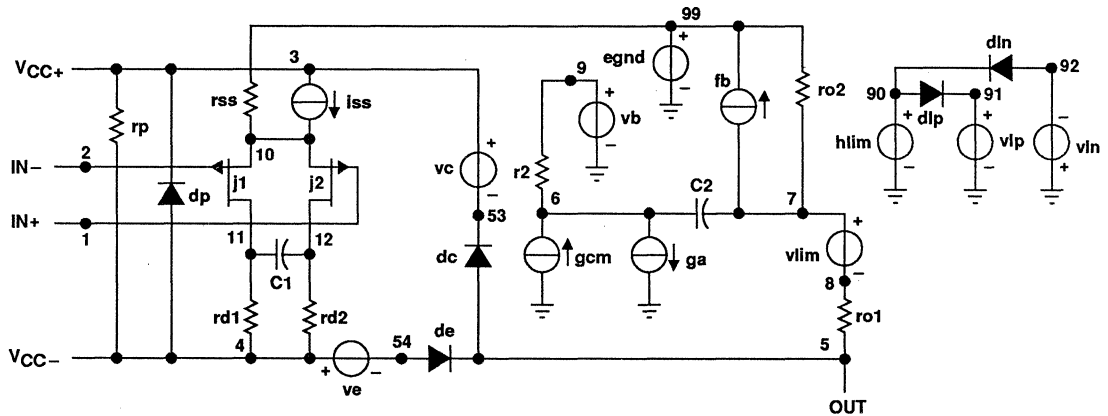 99
VCC+
3
rss
iss
9
egnd
fb
ro2
dln
92
90
dlp
91
rp
10
vb
hlim
vlp
vln
IN−
2
j1
j2
vc
r2
C2
dp
6
7
IN+
1
53
11
12
dc
gcm
ga
vlim
C1
8
rd1
rd2
ro1
VCC−
4
54
de
5
ve
OUT